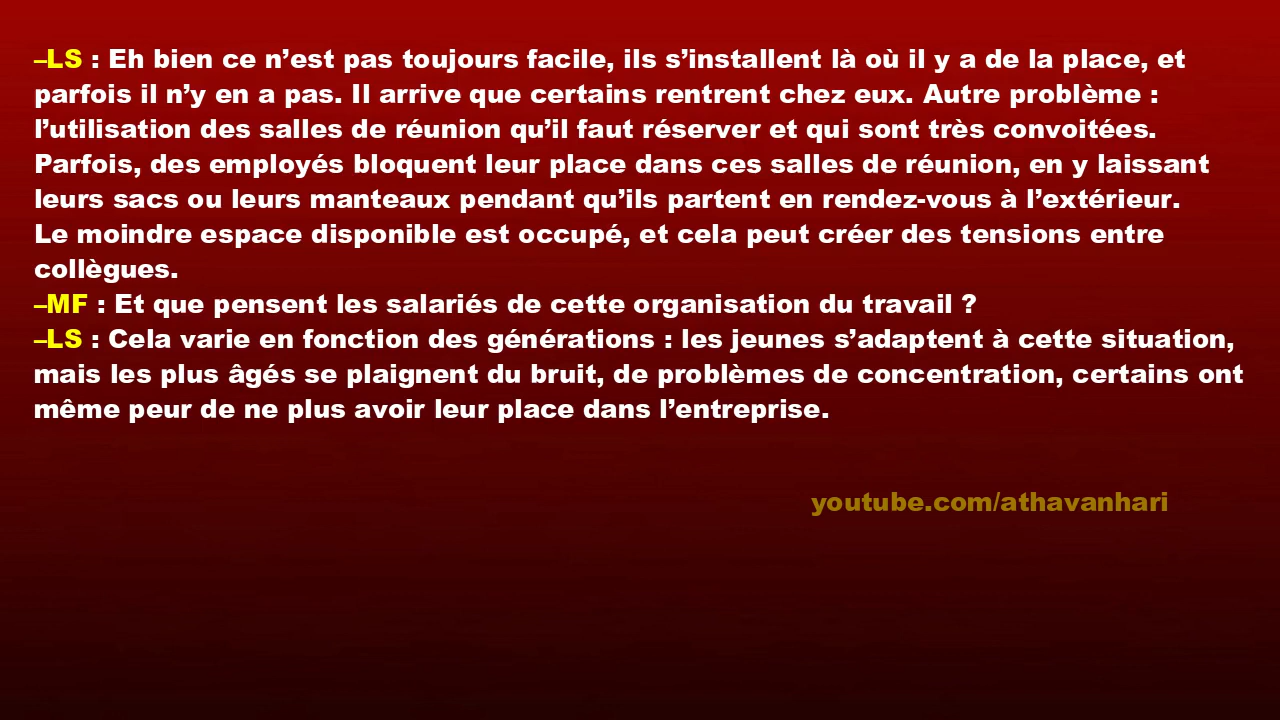 –LS : Eh bien ce n’est pas toujours facile, ils s’installent là où il y a de la place, et
parfois il n’y en a pas. Il arrive que certains rentrent chez eux. Autre problème :
l’utilisation des salles de réunion qu’il faut réserver et qui sont très convoitées.
Parfois, des employés bloquent leur place dans ces salles de réunion, en y laissant
leurs sacs ou leurs manteaux pendant qu’ils partent en rendez-vous à l’extérieur.
Le moindre espace disponible est occupé, et cela peut créer des tensions entre
collègues.
–MF : Et que pensent les salariés de cette organisation du travail ?
–LS : Cela varie en fonction des générations : les jeunes s’adaptent à cette situation,
mais les plus âgés se plaignent du bruit, de problèmes de concentration, certains ont
même peur de ne plus avoir leur place dans l’entreprise.
youtube.com/athavanhari